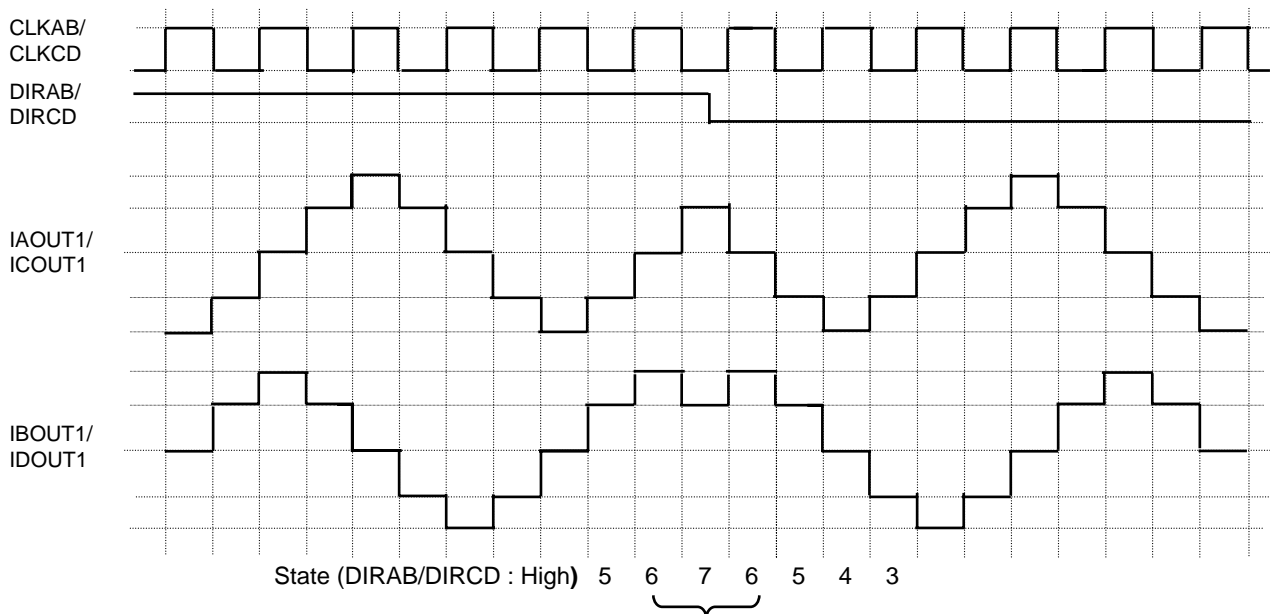 CLKAB/
CLKCD
DIRAB/
DIRCD
IAOUT1/
ICOUT1
IBOUT1/
IDOUT1
State (DIRAB/DIRCD : High) 5 6 7 6 5 4 3